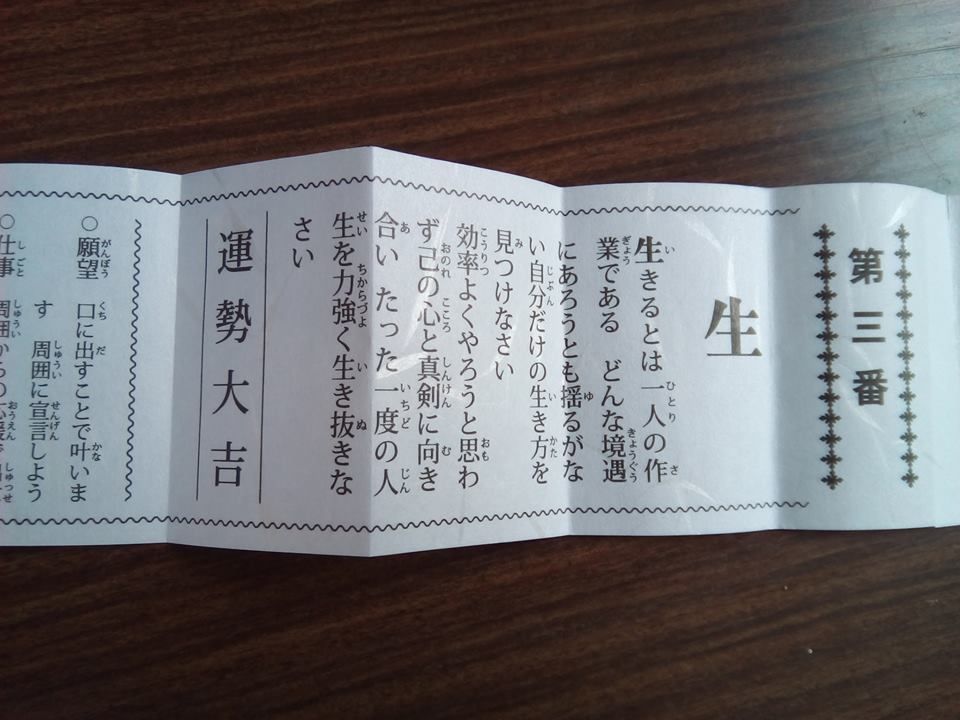 第三番
生
生きるとは一人の作
業である　どんな境遇
にあろうとも揺るがな
い自分だけの生き方を
見つけなさい
効率よくやろうと思わ
ず己の心と真剣に向き
合い　たった一度の人
生を力強く生き抜きな
さい
運勢大吉
○願望　口に出すことで叶いま
す　周囲に宣言しよう
○仕事　周囲からの